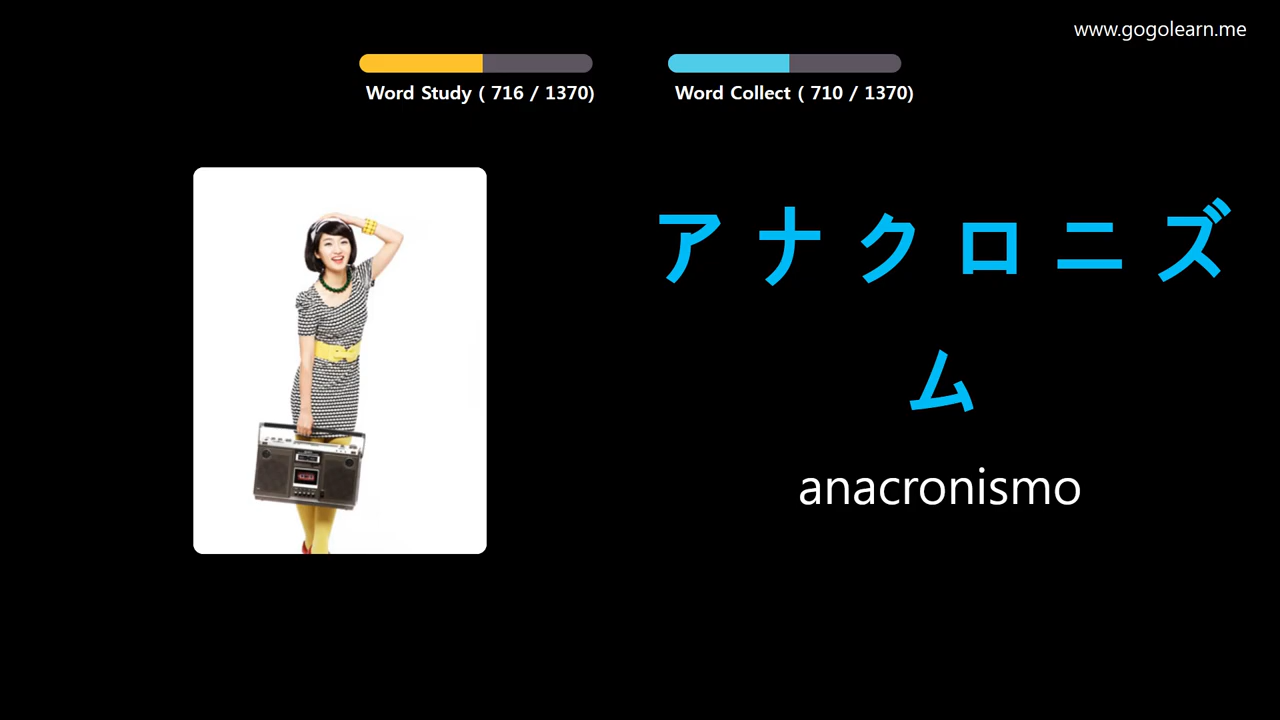 www.gogolearn.me
Word Study ( 716 / 1370)
Word Collect ( 710 / 1370)
アナクロニズ
ム
anacronismo